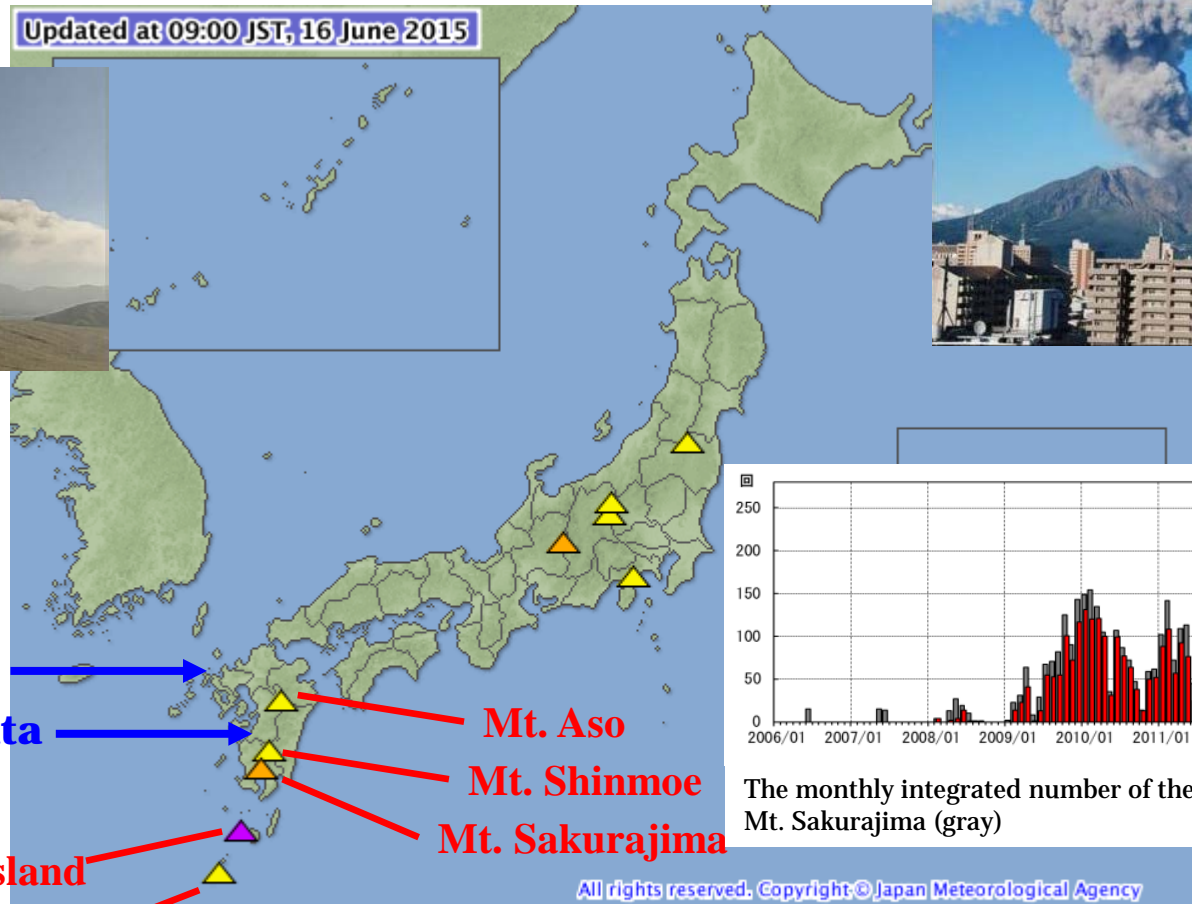 Updated at 09:00 JST, 16 June 2015
回
250
200
150
100
50
0
2006/01 2007/01 2008/01 2009/01 2010/01 2011/01
The monthly integrated number of the
Mt. Sakurajima (gray)
ta
Mt. Aso
Mt. Shinmoe
Mt. Sakurajima
sland
All rights reserved. Copyright © Japan Meteorological Agency